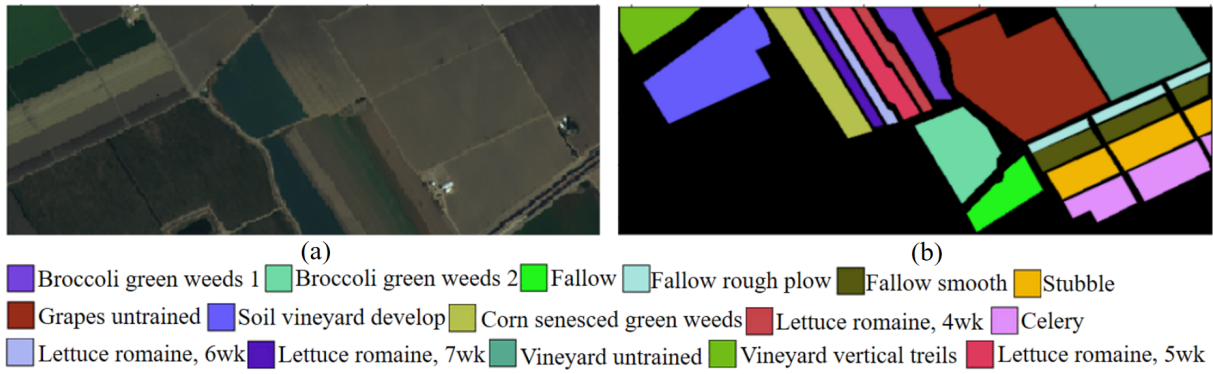 (a) (b)
Broccoli green weeds 1 Broccoli green weeds 2 Fallow Fallow rough plow Fallow smooth Stubble
Grapes untrained Soil vineyard develop Corn senesced green weeds Lettuce romaine, 4wk Celery
Lettuce romaine, 6wk Lettuce romaine, 7wk Vineyard untrained Vineyard vertical treils Lettuce romaine, 5wk